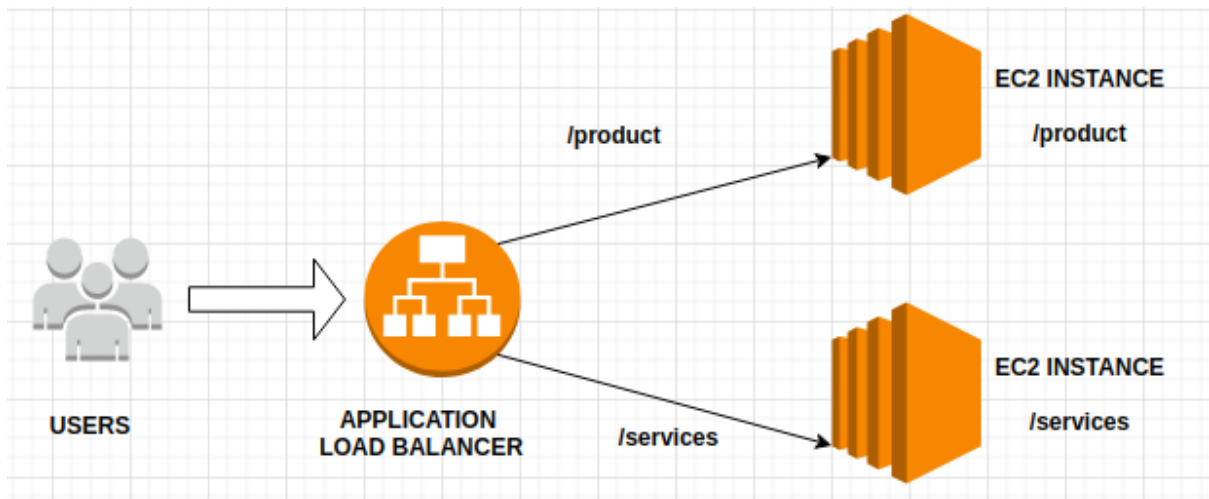 EC2 INSTANCE
/product
/product
USERS
APPLICATION
LOAD BALANCER
/services
EC2 INSTANCE
/services